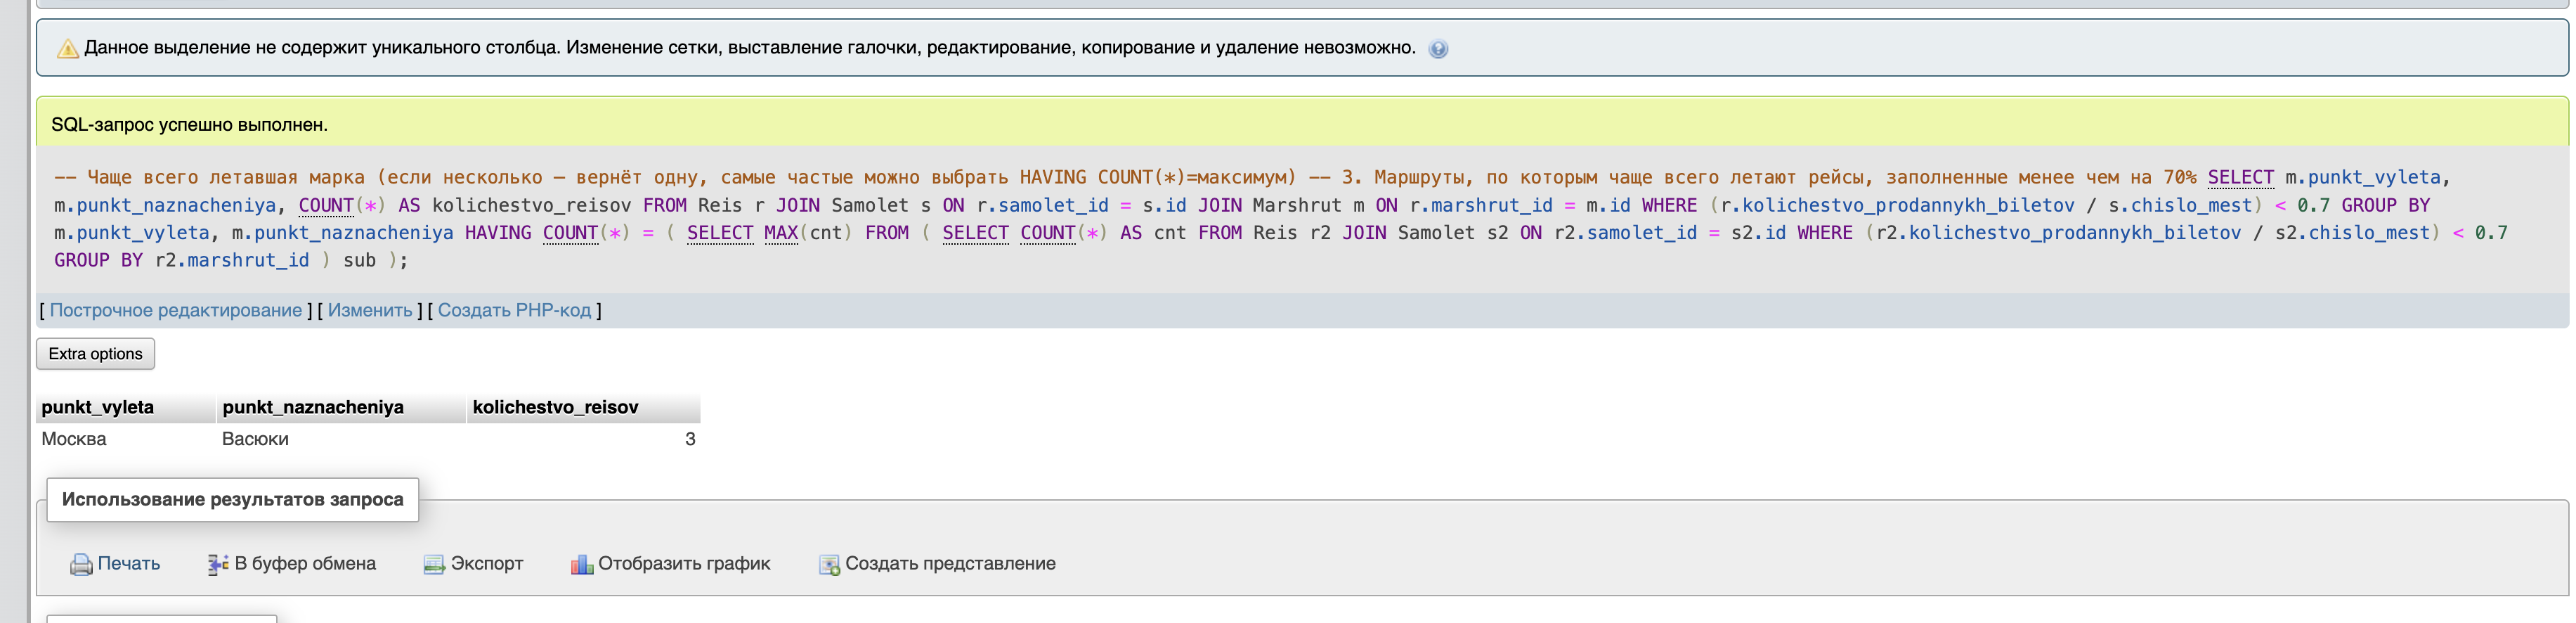 Данное выделение не содержит уникального столбца. Изменение сетки, выставление галочки, редактирование, копирование и удаление невозможно.
SQL-запрос успешно выполнен.
-- Чаще всего летавшая марка (если несколько — вернёт одну, самые частые можно выбрать HAVING COUNT(*)=максимум) -- 3. Маршруты, по которым чаще всего летают рейсы, заполненные менее чем на 70% SELECT m.punkt_vyleta,
m.punkt_naznacheniya, COUNT(*) AS kolichestvo_reisov FROM Reis r JOIN Samolet s ON r.samolet_id = s.id JOIN Marshrut m ON r.marshrut_id = m.id WHERE (r.kolichestvo_prodannykh_biletov / s.chislo_mest) < 0.7 GROUP BY
m.punkt_vyleta, m.punkt_naznacheniya HAVING COUNT(*) = ( SELECT MAX(cnt) FROM ( SELECT COUNT(*) AS cnt FROM Reis r2 JOIN Samolet s2 ON r2.samolet_id = s2.id WHERE (r2.kolichestvo_prodannykh_biletov / s2.chislo_mest) < 0.7
GROUP BY r2.marshrut_id ) sub );
[ Построчное редактирование ] [ Изменить ] [ Создать PHP-код ]
Extra options
punkt_vyleta punkt_naznacheniya kolichestvo_reisov
Москва Васюки 3
Использование результатов запроса
Печать В буфер обмена Экспорт Отобразить график Создать представление